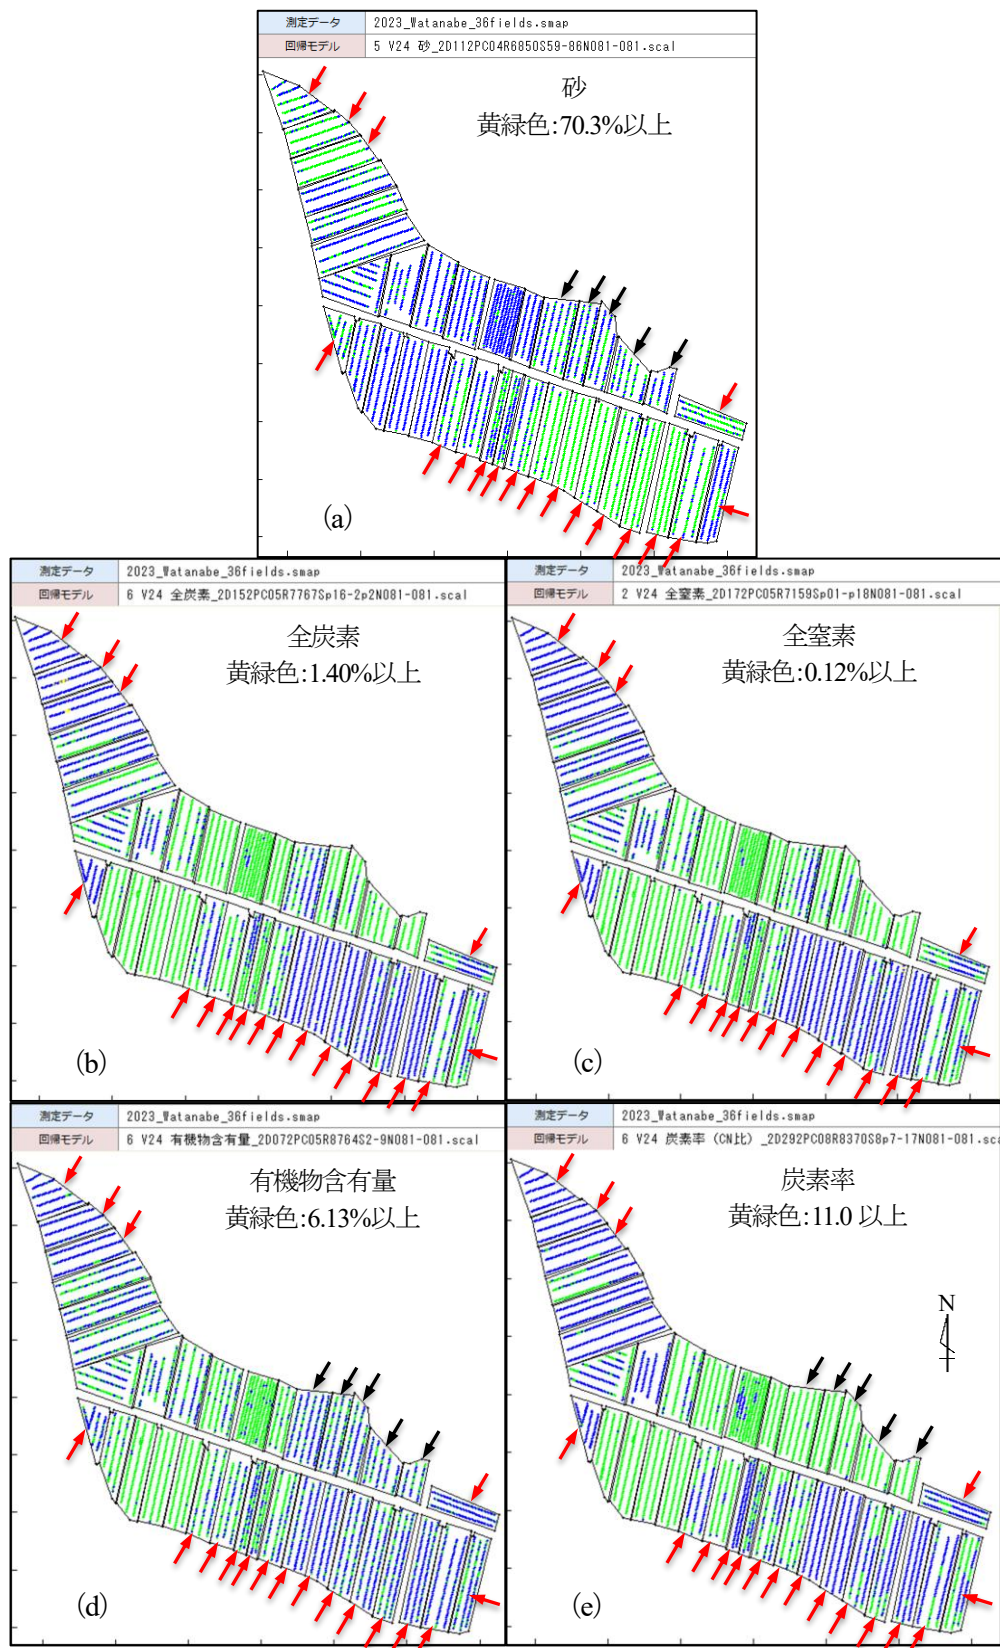 測定データ 2023_Watanabe_36fields.smap
回帰モデル 5 V24 砂_2D112PC04R6850S59-86N081-081.scal
砂
黄緑色:70.3%以上
(a)
測定データ 2023_Watanabe_36fields.smap
回帰モデル 6 V24 全炭素_2D152PC05R7767Sp16-2p2N081-081.scal
全炭素
黄緑色:1.40%以上
(b)
測定データ 2023_Watanabe_36fields.smap
回帰モデル 2 V24 全窒素_2D172PC05R7159Sp01-p18N081-081.scal
全窒素
黄緑色:0.12%以上
(c)
測定データ 2023_Watanabe_36fields.smap
回帰モデル 6 V24 有機物含有量_2D072PC05R8764S2-9N081-081.scal
有機物含有量
黄緑色:6.13%以上
(d)
測定データ 2023_Watanabe_36fields.smap
回帰モデル 6 V24 炭素率（CN比）_2D292PC08R8370S8p7-17N081-081.sca
炭素率
黄緑色:11.0 以上
N
(e)